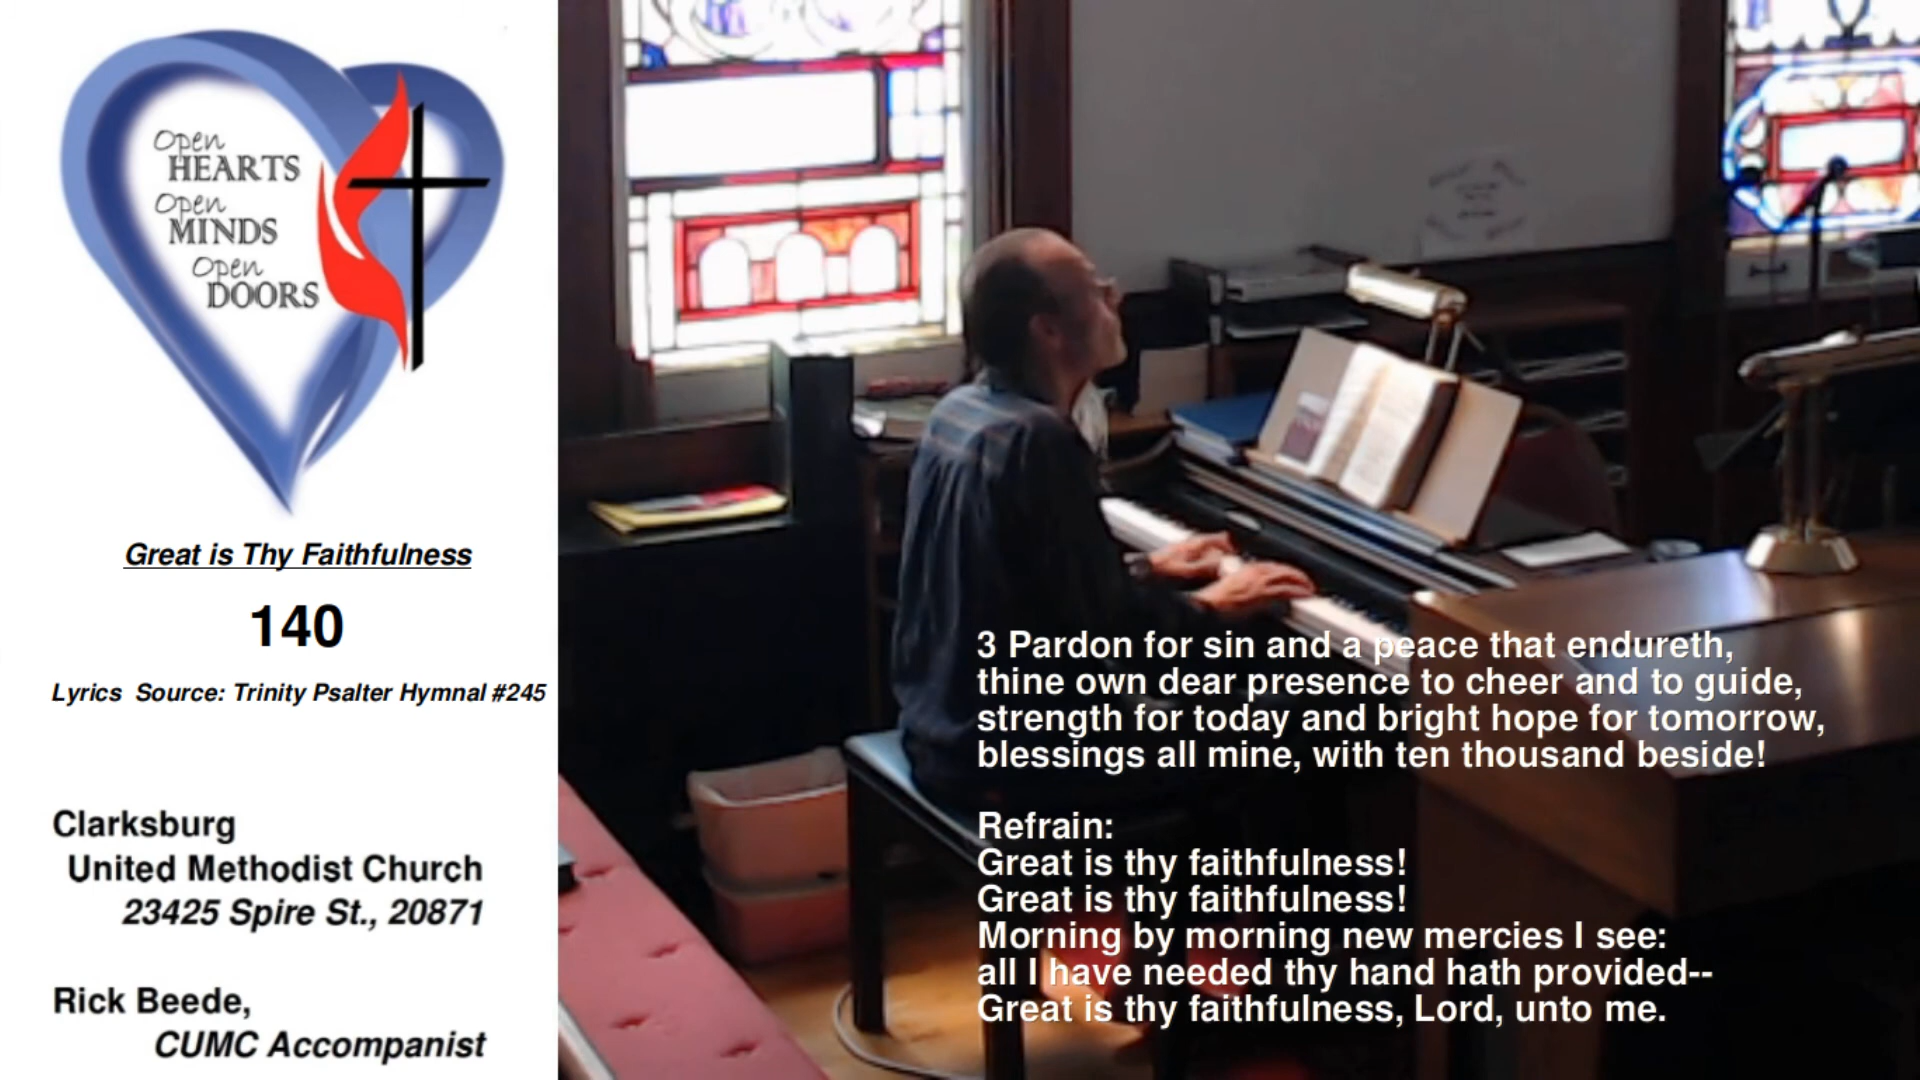 Open
HEARTS
Open
MINDS
Open
DOORS
Great is Thy Faithfulness
140
Lyrics Source: Trinity Psalter Hymnal #245
Clarksburg
United Methodist Church
23425 Spire St., 20871
Rick Beede,
CUMC Accompanist
3 Pardon for sin and a peace that endureth,
thine own dear presence to cheer and to guide,
strength for today and bright hope for tomorrow,
blessings all mine, with ten thousand beside!
Refrain:
Great is thy faithfulness!
Great is thy faithfulness!
Morning by morning new mercies I see:
all I have needed thy hand hath provided--
Great is thy faithfulness, Lord, unto me.